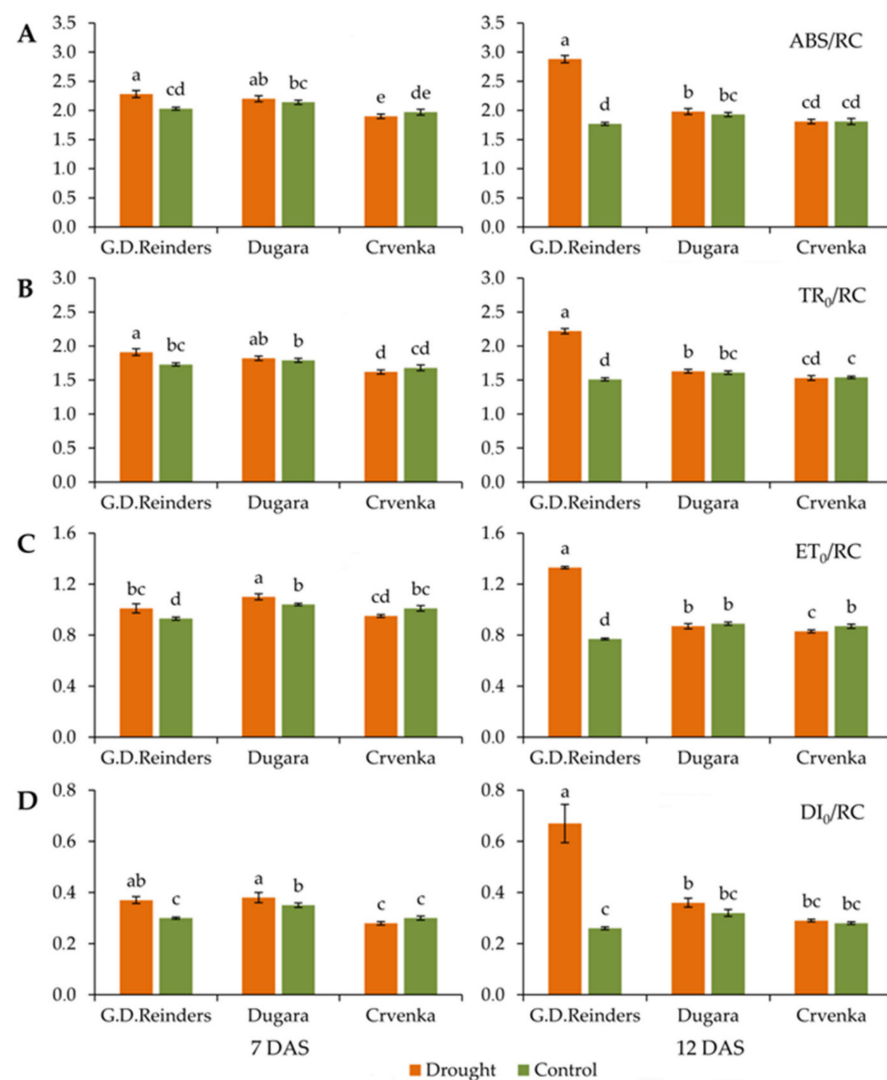 A
ABS/RC
3.5
3.0
2.5
2.0
1.5
1.0
0.5
0.0
a
cd
ab
bc
e
de
G.D.Reinders Dugara Crvenka
3.5
3.0
2.5
2.0
1.5
1.0
0.5
0.0
a
d
b
bc
cd
cd
G.D.Reinders Dugara Crvenka
B
TR₀/RC
3.0
2.5
2.0
1.5
1.0
0.5
0.0
a
bc
ab
b
d
cd
G.D.Reinders Dugara Crvenka
3.0
2.5
2.0
1.5
1.0
0.5
0.0
a
d
b
bc
cd
c
G.D.Reinders Dugara Crvenka
C
ET₀/RC
1.6
1.2
0.8
0.4
0.0
bc
d
a
b
cd
bc
G.D.Reinders Dugara Crvenka
1.6
1.2
0.8
0.4
0.0
a
d
b
b
c
b
G.D.Reinders Dugara Crvenka
D
DI₀/RC
0.8
0.6
0.4
0.2
0.0
ab
c
a
b
c
c
G.D.Reinders Dugara Crvenka
7 DAS
0.8
0.6
0.4
0.2
0.0
a
c
b
bc
bc
bc
G.D.Reinders Dugara Crvenka
12 DAS
Drought Control